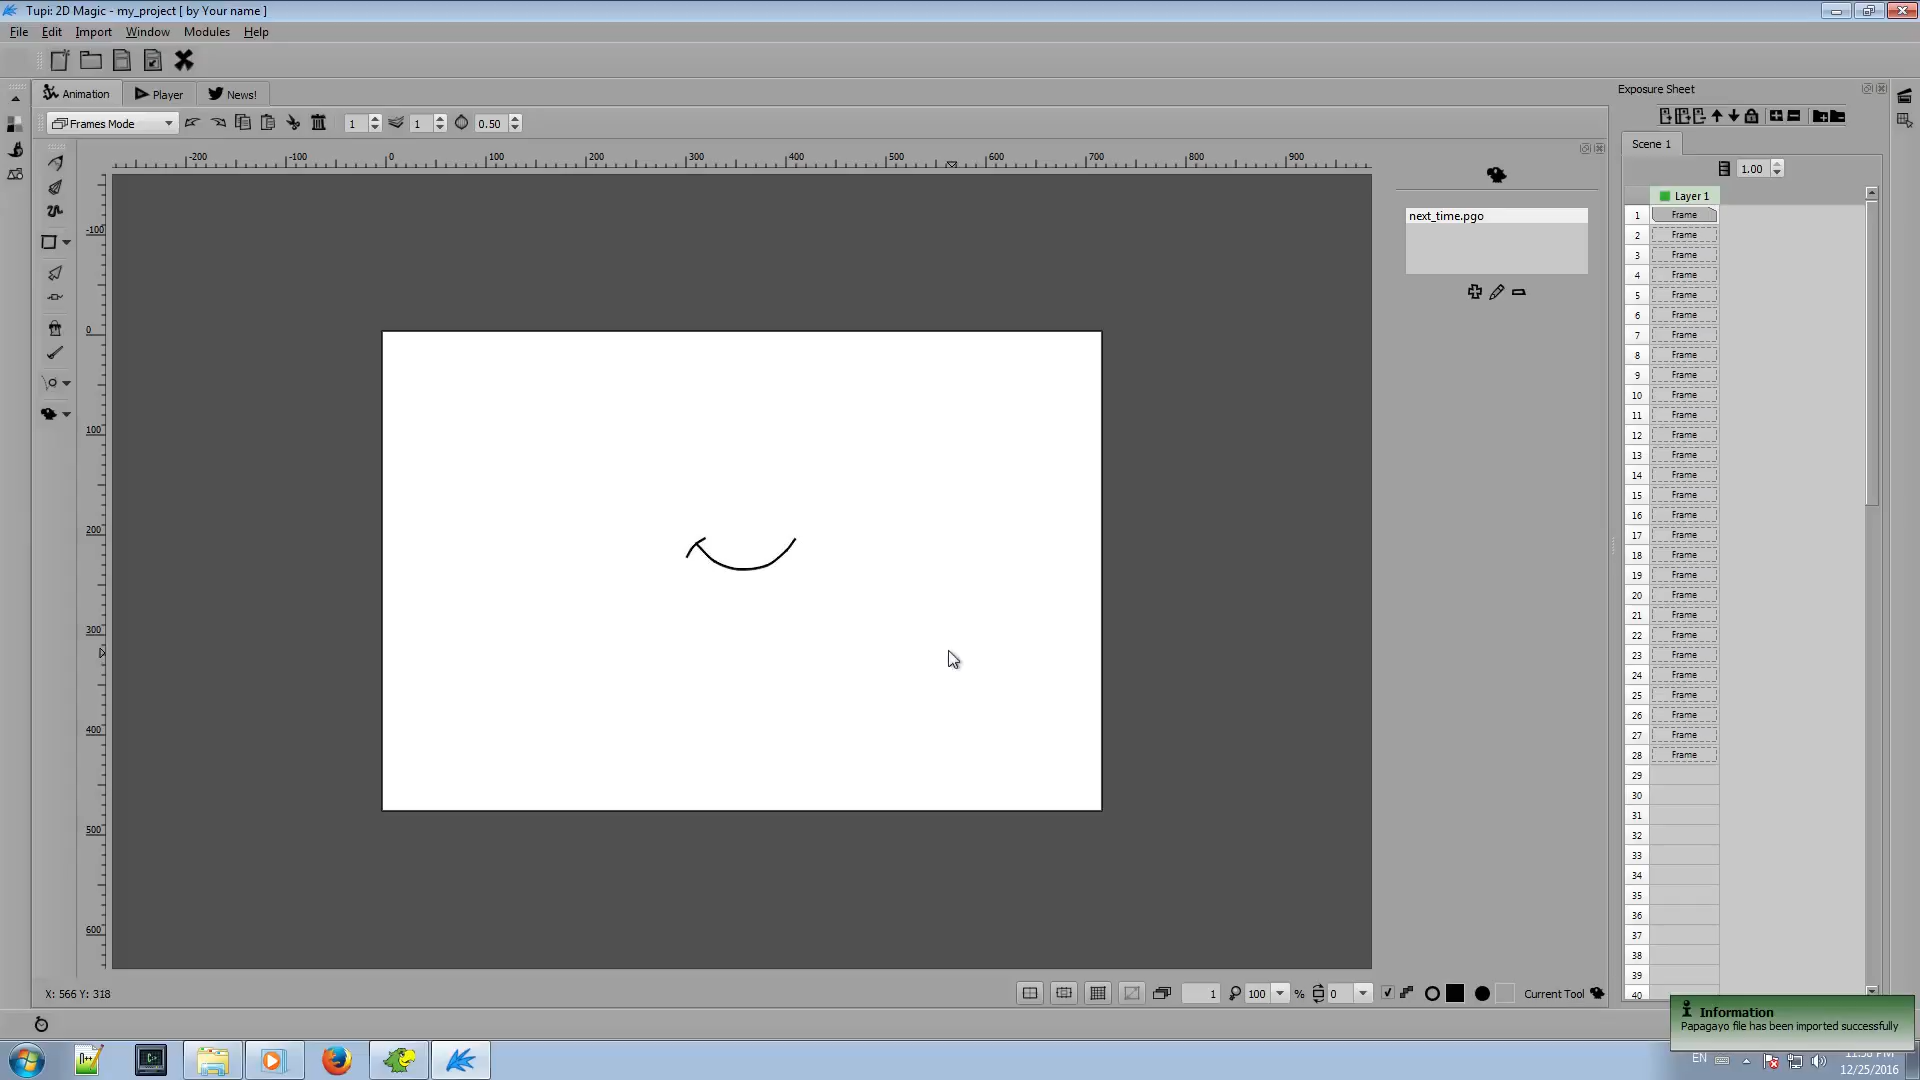 Tupi: 2D Magic - my_project [ by Your name ]
File Edit Import Window Modules Help
Animation Player News!
Exposure Sheet
Frames Mode 1 1 0.50
Scene 1
1.00
-200 -100 0 100 200 300 400 500 600 700 800 900
-100
0
100
200
300
400
500
600
next_time.pgo
Layer 1
1 Frame
2 Frame
3 Frame
4 Frame
5 Frame
6 Frame
7 Frame
8 Frame
9 Frame
10 Frame
11 Frame
12 Frame
13 Frame
14 Frame
15 Frame
16 Frame
17 Frame
18 Frame
19 Frame
20 Frame
21 Frame
22 Frame
23 Frame
24 Frame
25 Frame
26 Frame
27 Frame
28 Frame
29
30
31
32
33
34
35
36
37
38
39
40
X: 566 Y: 318
1 100 % 0 Current Tool
Information
Papagayo file has been imported successfully
EN
12/25/2016